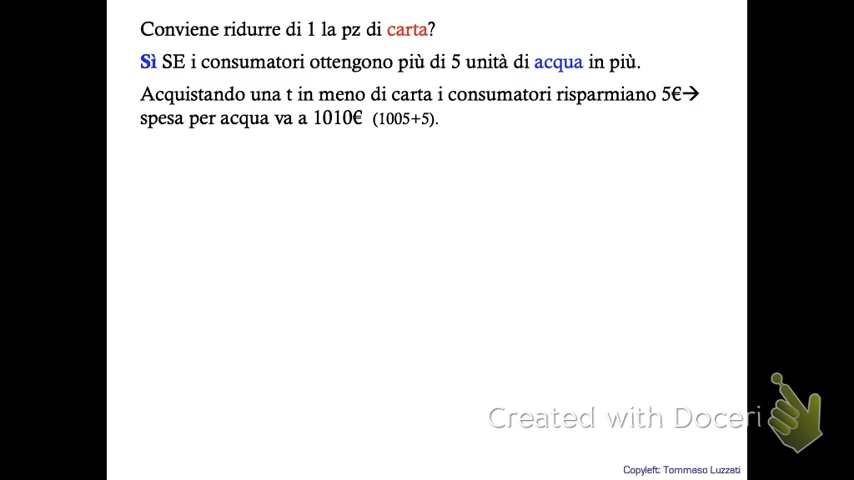 Conviene ridurre di 1 la pz di carta?
Sì SE i consumatori ottengono più di 5 unità di acqua in più.
Acquistando una t in meno di carta i consumatori risparmiano 5€→
spesa per acqua va a 1010€ (1005+5).
Created with Doceri
Copyleft: Tommaso Luzzati